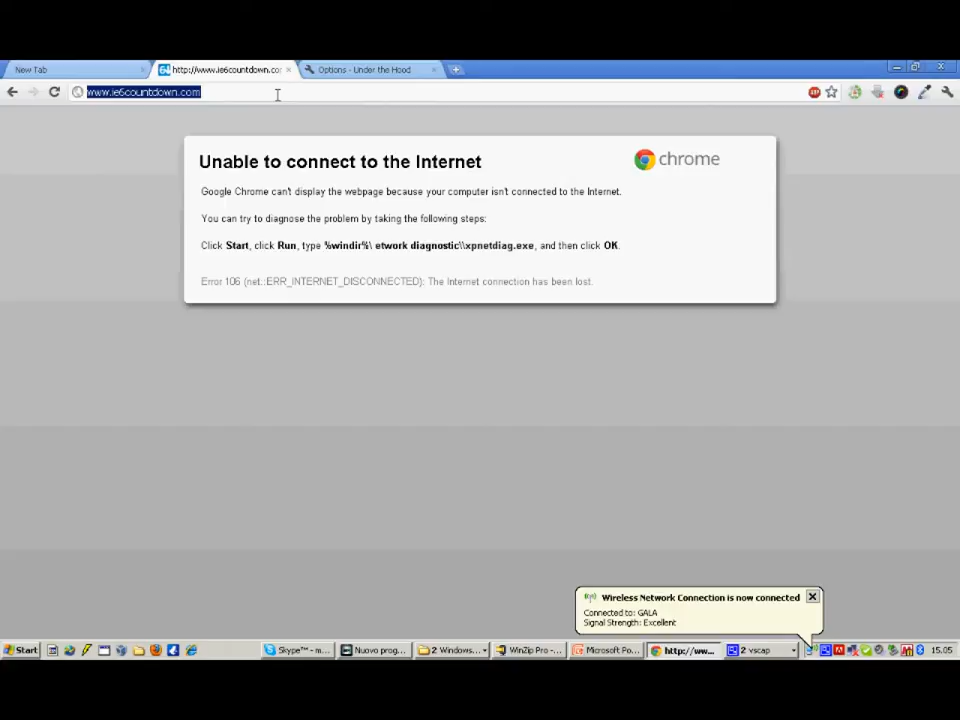 New Tab
http://www.ie6countdown.co
Options - Under the Hood
www.ie6countdown.com
Unable to connect to the Internet
chrome
Google Chrome can't display the webpage because your computer isn't connected to the Internet.
You can try to diagnose the problem by taking the following steps:
Click Start, click Run, type %windir%\ etwork diagnostic\\xpnetdiag.exe, and then click OK.
Error 106 (net::ERR_INTERNET_DISCONNECTED): The Internet connection has been lost.
Wireless Network Connection is now connected
Connected to: GALA
Signal Strength: Excellent
Start
Skype™ - m...
Nuovo prog...
2 Windows...
WinZip Pro -...
Microsoft Po...
http://ww...
2 vscap
15.05